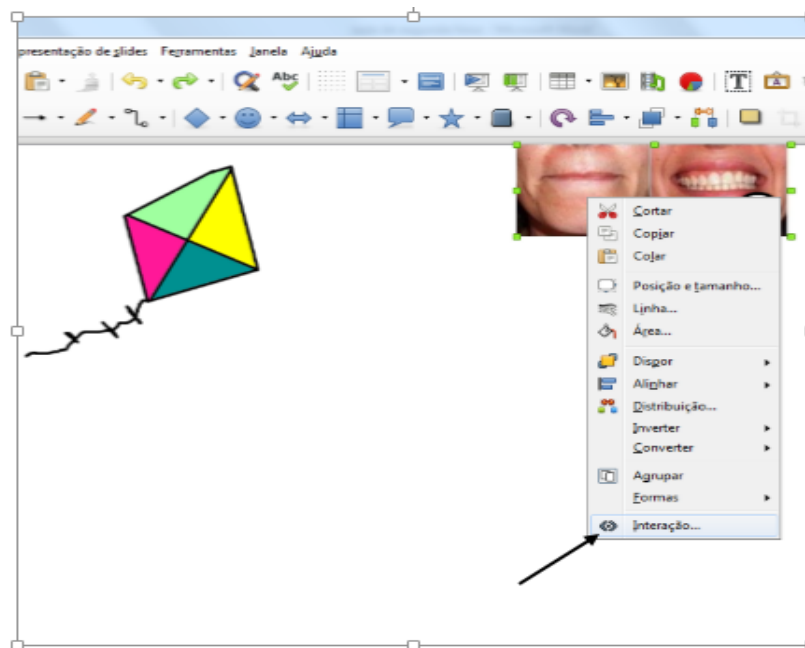 presentação de slides Ferramentas Janela Ajuda
Abc
T
A
Cortar
Copiar
Colar
Posição e tamanho...
Linha...
Área...
Dispor
Alinhar
Distribuição...
Inverter
Converter
Agrupar
Formas
Interação...